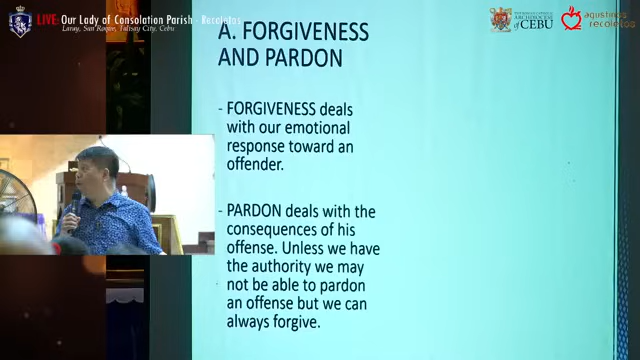 LIVE: Our Lady of Consolation Parish - Recoletos
Laray, San Roque, Talisay City, Cebu
ARCHDIOCESE
of CEBU
agustinos
recoletos
A. FORGIVENESS
AND PARDON
- FORGIVENESS deals
with our emotional
response toward an
offender.
- PARDON deals with the
consequences of his
offense. Unless we have
the authority we may
not be able to pardon
an offense but we can
always forgive.